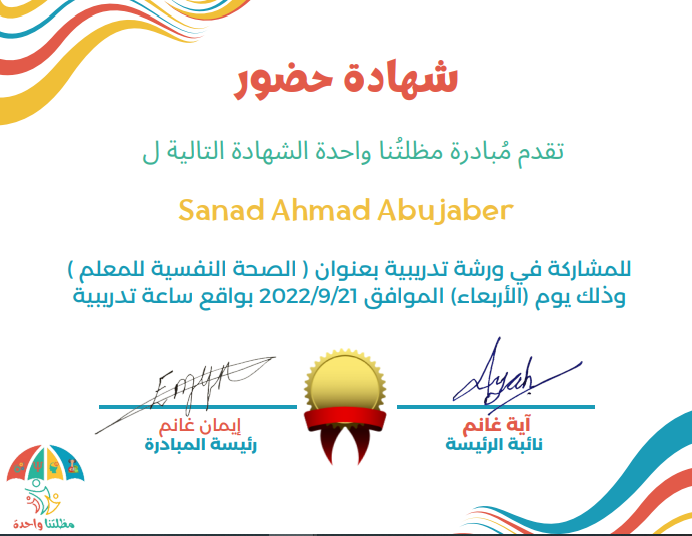 شهادة حضور
تقدم مُبادرة مظلتُنا واحدة الشهادة التالية ل
Sanad Ahmad Abujaber
للمشاركة في ورشة تدريبية بعنوان ( الصحة النفسية للمعلم )
وذلك يوم (الأربعاء) الموافق 2022/9/21 بواقع ساعة تدريبية
Ayah
آية غانم
نائبة الرئيسة
إيمان غانم
رئيسة المبادرة
مظلتنا واحدة